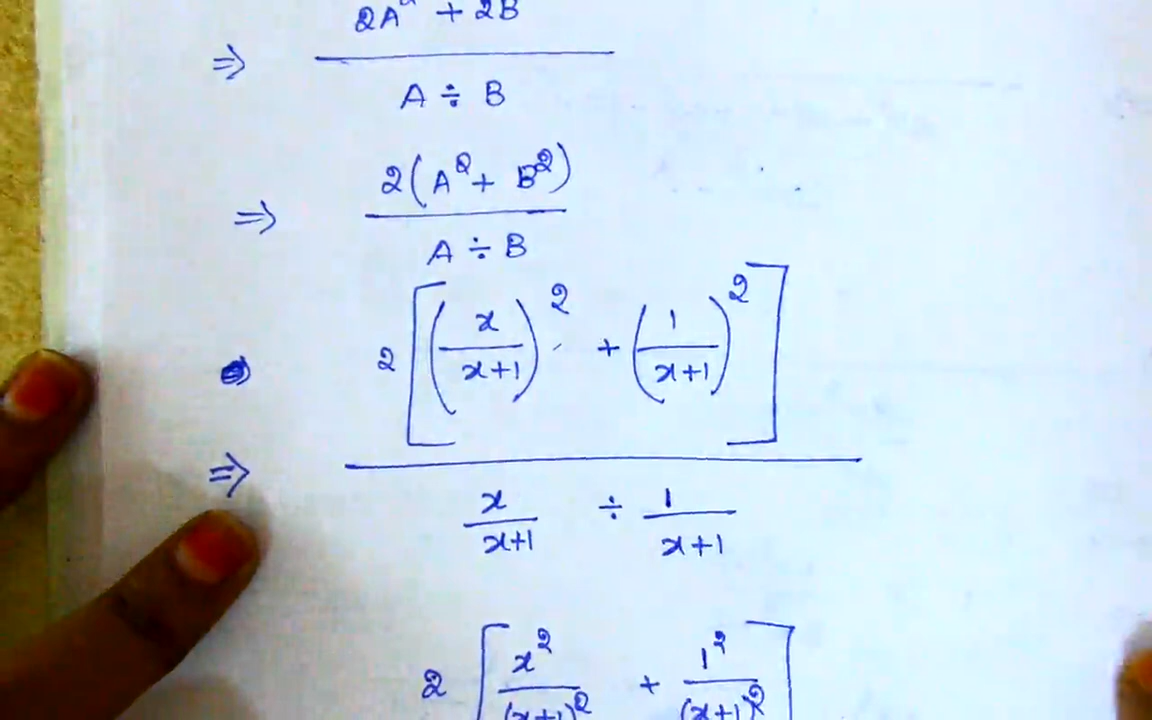 2A² + 2B
⇒
A ÷ B
2(A² + B²)
⇒
A ÷ B
2[(x/x+1)² + (1/x+1)²]
⇒
x/x+1 ÷ 1/x+1
2[x²/(x+1)² + 1²/(x+1)²]